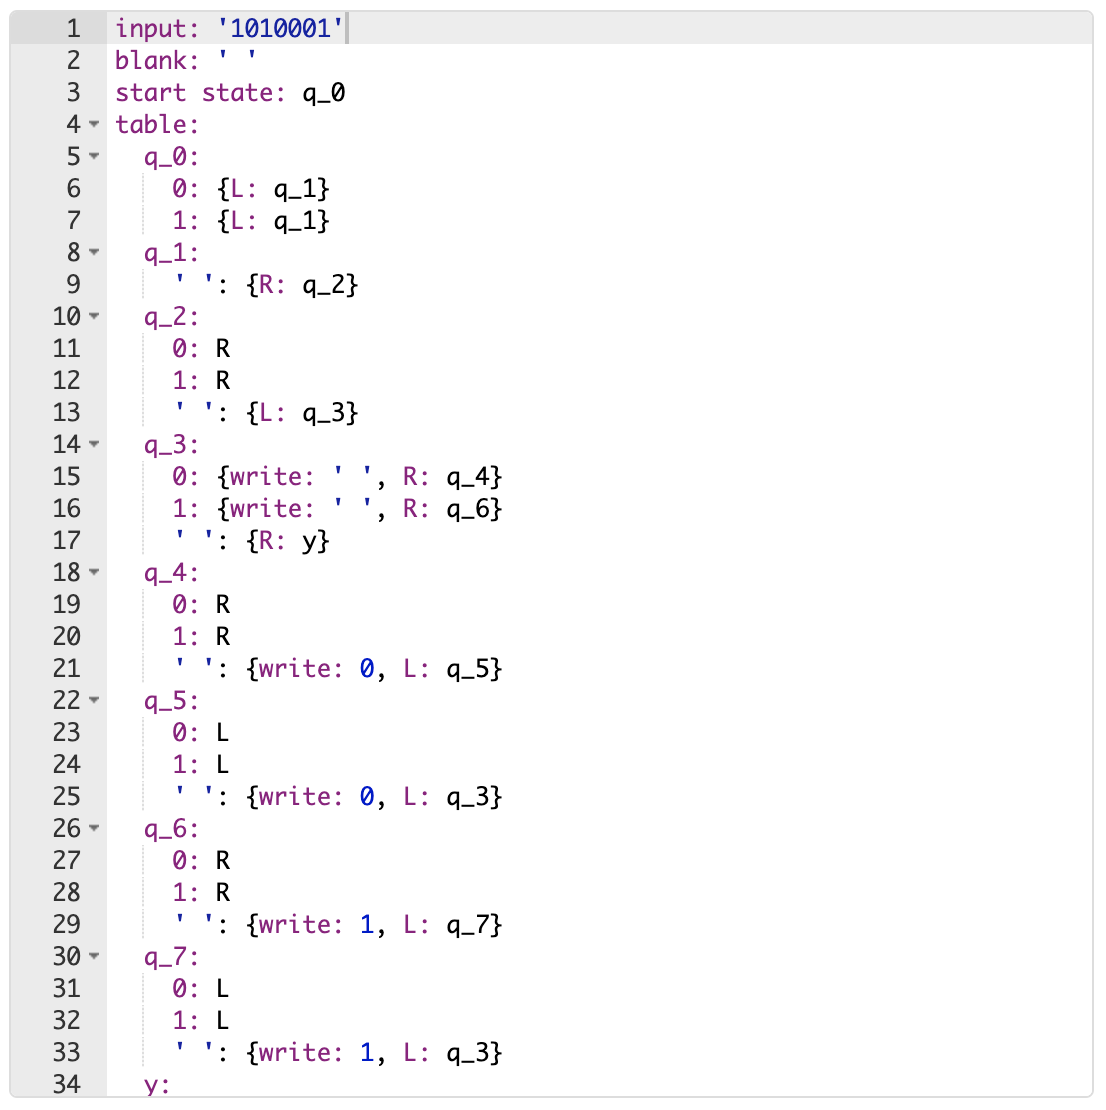 1 input: '1010001'
2 blank: ' '
3 start state: q_0
4 table:
5 q_0:
6 0: {L: q_1}
7 1: {L: q_1}
8 q_1:
9 ' ': {R: q_2}
10 q_2:
11 0: R
12 1: R
13 ' ': {L: q_3}
14 q_3:
15 0: {write: ' ', R: q_4}
16 1: {write: ' ', R: q_6}
17 ' ': {R: y}
18 q_4:
19 0: R
20 1: R
21 ' ': {write: 0, L: q_5}
22 q_5:
23 0: L
24 1: L
25 ' ': {write: 0, L: q_3}
26 q_6:
27 0: R
28 1: R
29 ' ': {write: 1, L: q_7}
30 q_7:
31 0: L
32 1: L
33 ' ': {write: 1, L: q_3}
34 y: